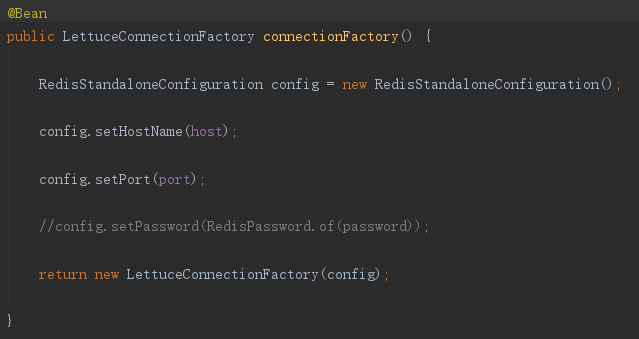 @Bean
public LettuceConnectionFactory connectionFactory() {
RedisStandaloneConfiguration config = new RedisStandaloneConfiguration();
config.setHostName(host);
config.setPort(port);
//config.setPassword(RedisPassword.of(password));
return new LettuceConnectionFactory(config);
}